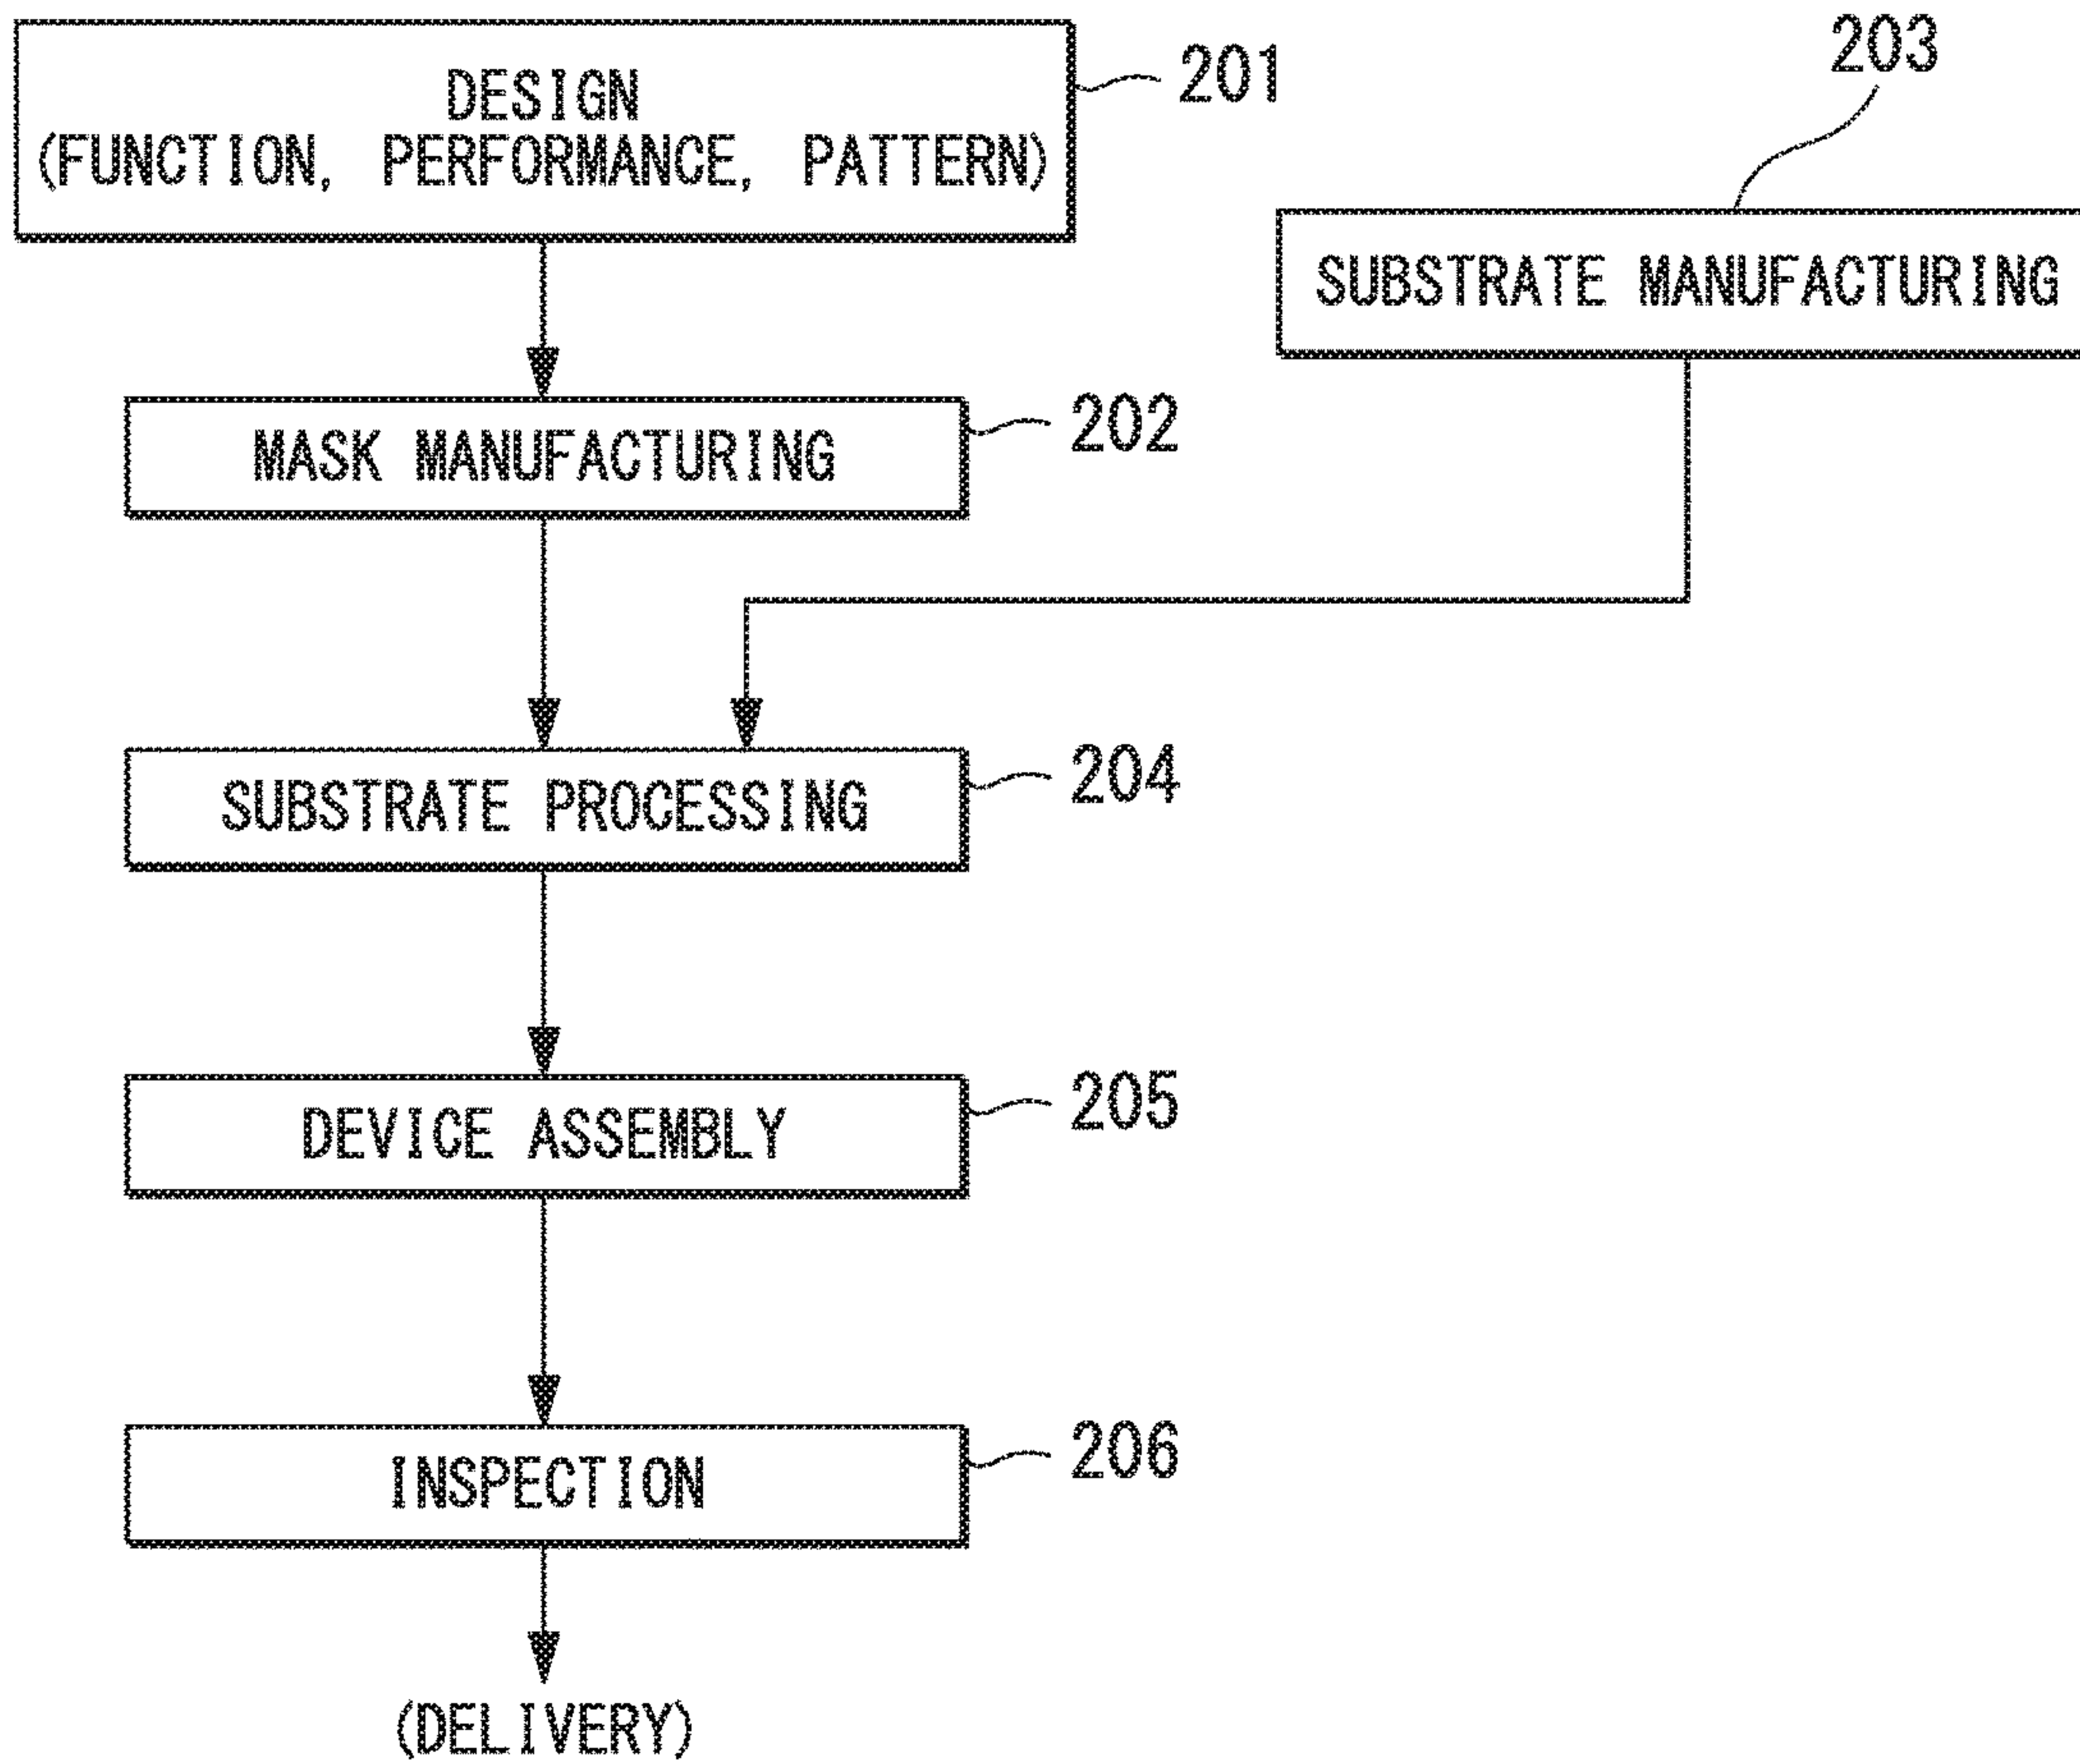 DESIGN
(FUNCTION, PERFORMANCE, PATTERN)
201
203
SUBSTRATE MANUFACTURING
MASK MANUFACTURING
202
SUBSTRATE PROCESSING
204
DEVICE ASSEMBLY
205
INSPECTION
206
(DELIVERY)